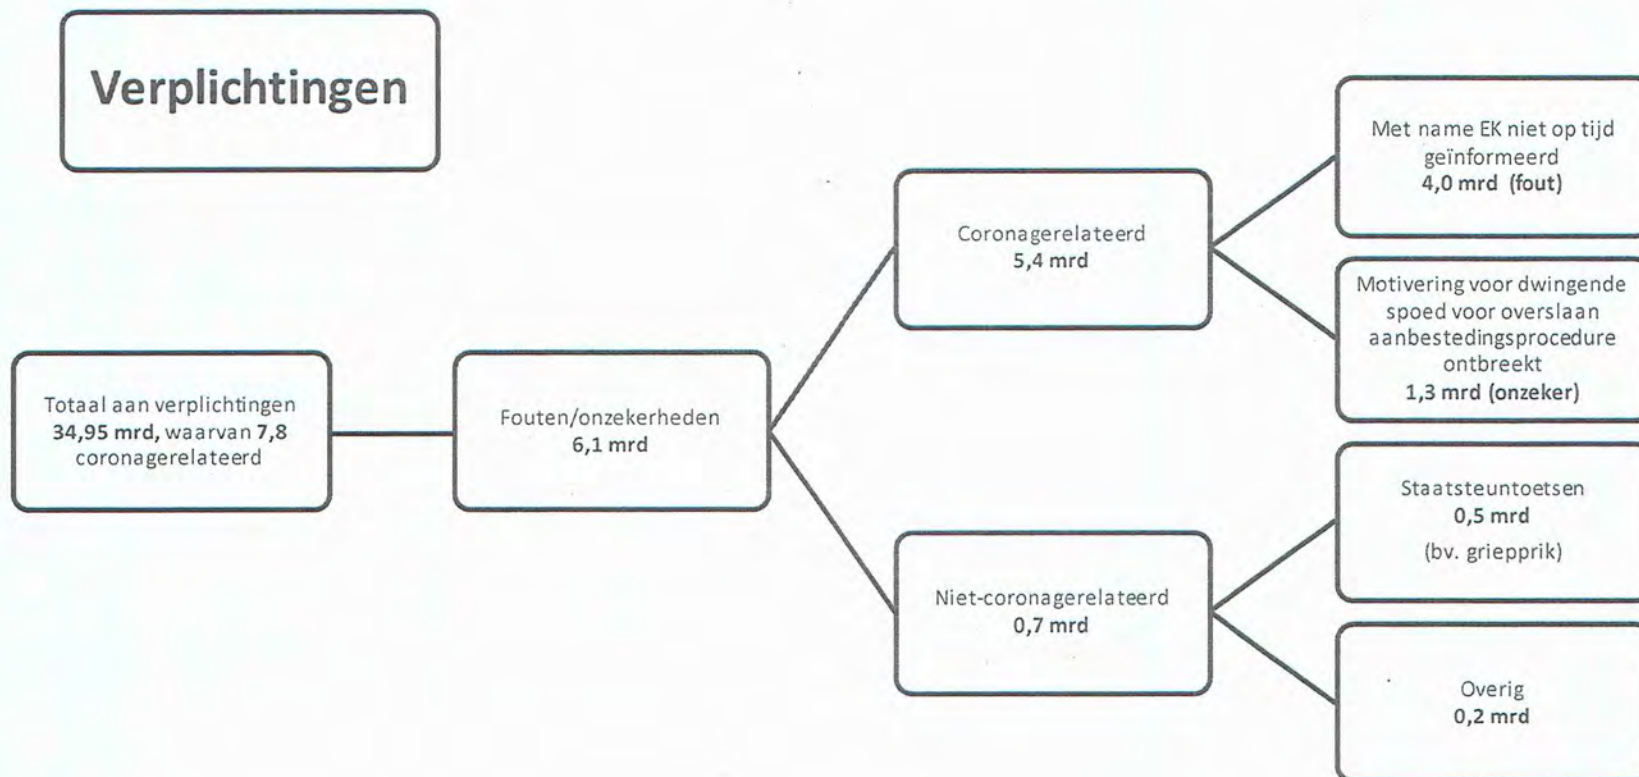 Verplichtingen
Totaal aan verplichtingen
34,95 mrd, waarvan 7,8
coronagerelateerd
Fouten/onzekerheden
6,1 mrd
Coronagerelateerd
5,4 mrd
Met name EK niet op tijd
geïnformeerd
4,0 mrd (fout)
Motivering voor dwingende
spoed voor overslaan
aanbestedingsprocedure
ontbreekt
1,3 mrd (onzeker)
Niet-coronagerelateerd
0,7 mrd
Staatsteuntoetsen
0,5 mrd
(bv. griepprik)
Overig
0,2 mrd